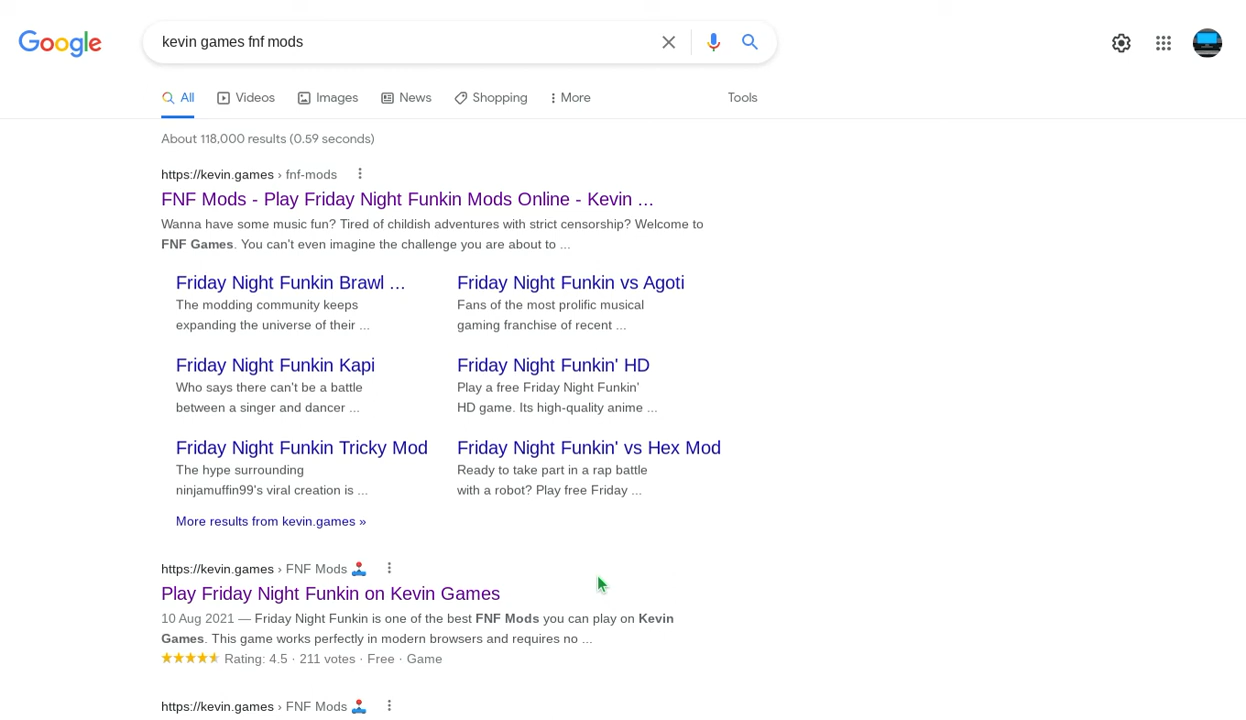 Google
kevin games fnf mods
All Videos Images News Shopping More Tools
About 118,000 results (0.59 seconds)
https://kevin.games › fnf-mods
FNF Mods - Play Friday Night Funkin Mods Online - Kevin ...
Wanna have some music fun? Tired of childish adventures with strict censorship? Welcome to
FNF Games. You can't even imagine the challenge you are about to ...
Friday Night Funkin Brawl ...
The modding community keeps
expanding the universe of their ...
Friday Night Funkin vs Agoti
Fans of the most prolific musical
gaming franchise of recent ...
Friday Night Funkin Kapi
Who says there can't be a battle
between a singer and dancer ...
Friday Night Funkin' HD
Play a free Friday Night Funkin'
HD game. Its high-quality anime ...
Friday Night Funkin Tricky Mod
The hype surrounding
ninjamuffin99's viral creation is ...
Friday Night Funkin' vs Hex Mod
Ready to take part in a rap battle
with a robot? Play free Friday ...
More results from kevin.games »
https://kevin.games › FNF Mods
Play Friday Night Funkin on Kevin Games
10 Aug 2021 — Friday Night Funkin is one of the best FNF Mods you can play on Kevin
Games. This game works perfectly in modern browsers and requires no ...
Rating: 4.5 · 211 votes · Free · Game
https://kevin.games › FNF Mods